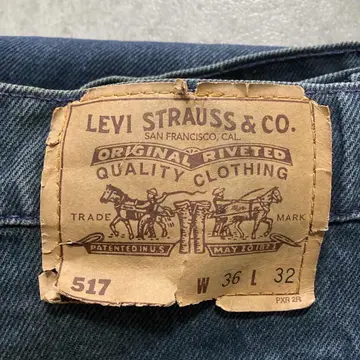 LEVI STRAUSS & CO.
SAN FRANCISCO, CAL.
ORIGINAL RIVETED
QUALITY CLOTHING
TRADE MARK
PATENTED IN U.S. MAY 20 1873
517 W 36 L 32
PXR 2R